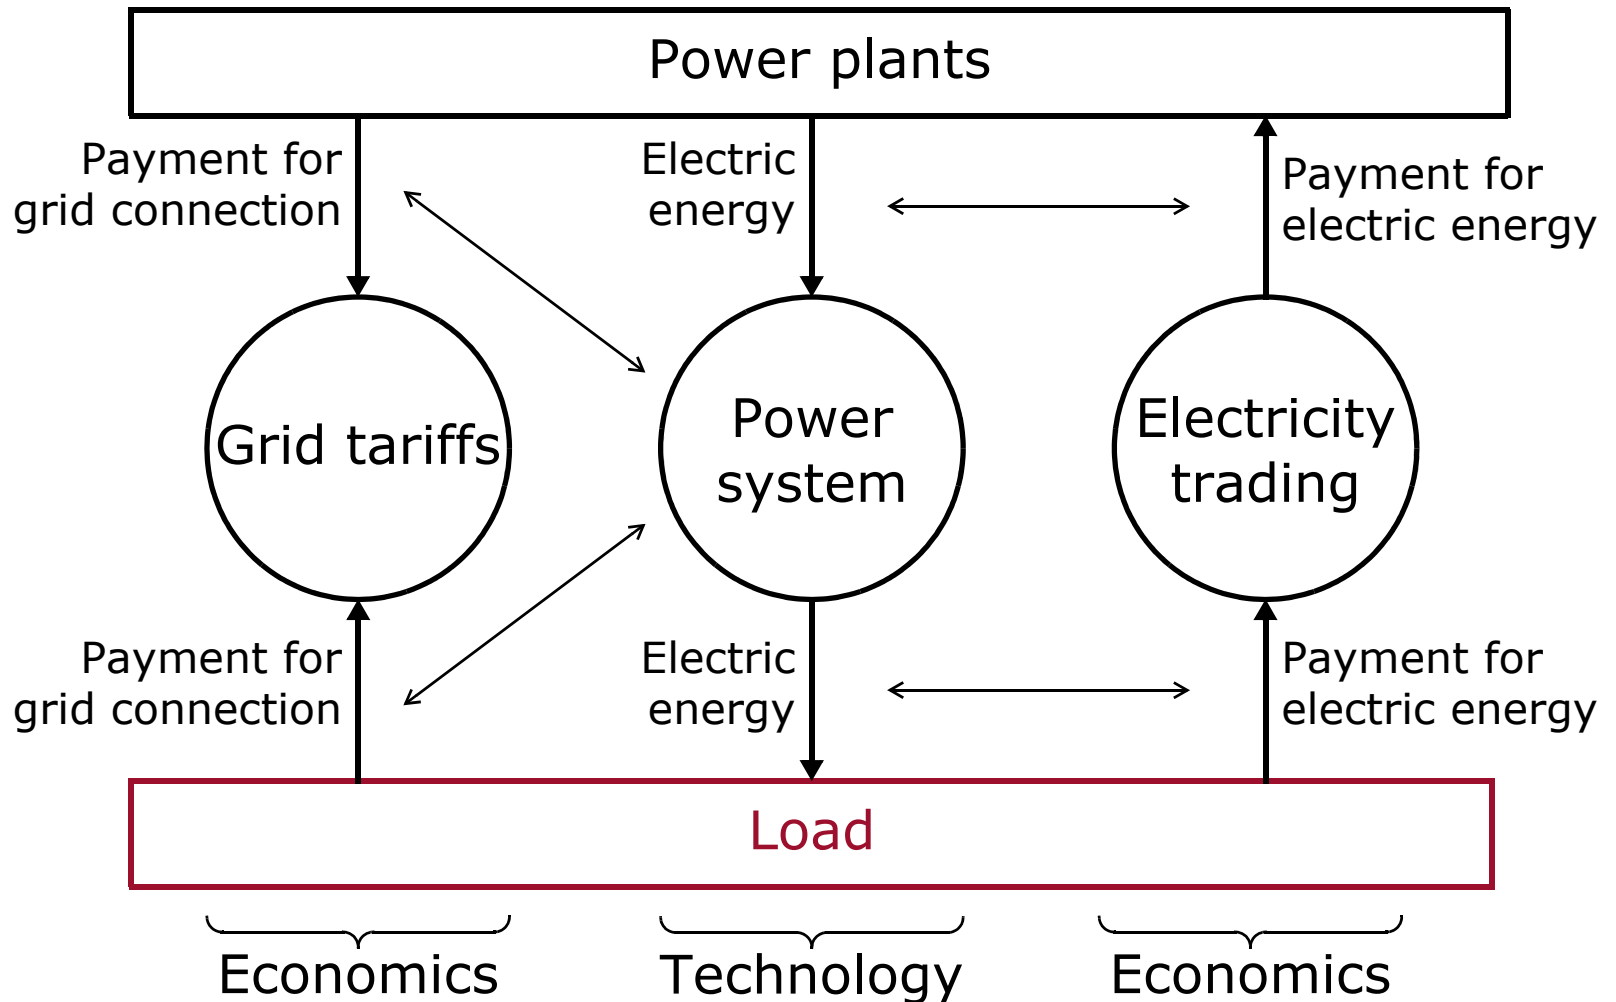 Power plants
Payment for
grid connection
Electric
energy
Payment for
electric energy
Grid tariffs
Power
system
Electricity
trading
Payment for
grid connection
Electric
energy
Payment for
electric energy
Load
Economics
Technology
Economics